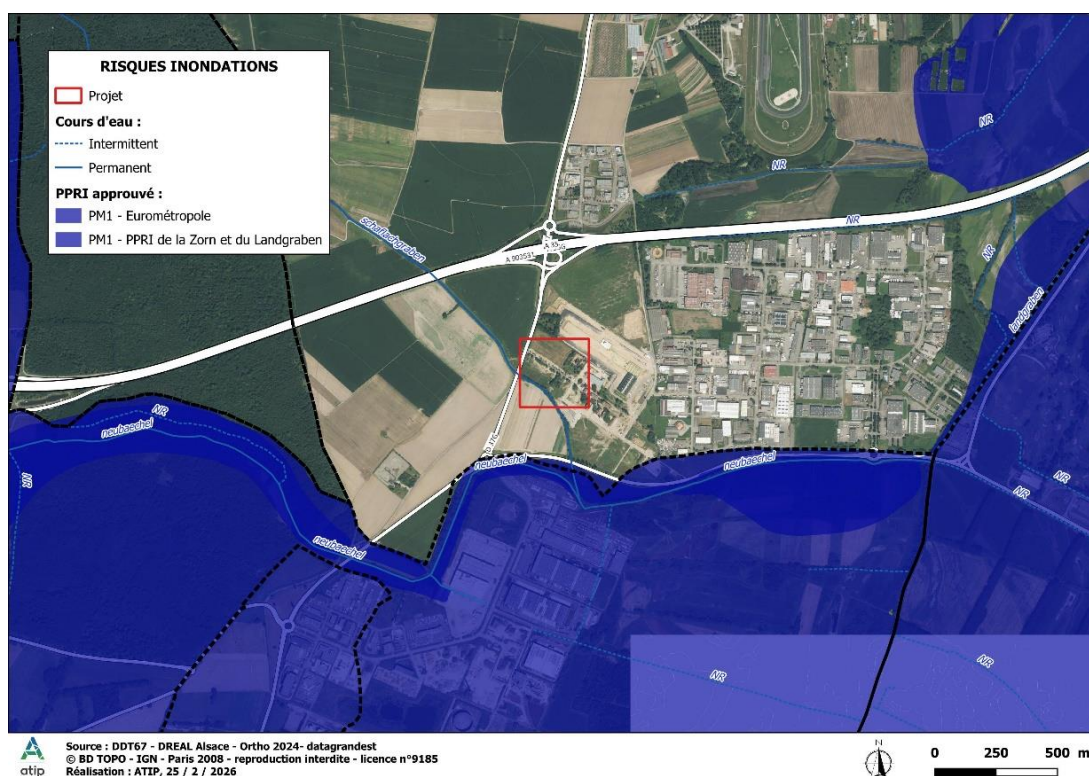 RISQUES INONDATIONS
Projet
Cours d'eau :
Intermittent
Permanent
PPRI approuvé :
PM1 - Eurométropole
PM1 - PPRI de la Zorn et du Landgraben
NR
NR
NR
NR
schaflachgraben
landgraben
NR
neubaechel
NR
neubaechel
neubaechel
neubaechel
NR
NR
NR
NR
atip
Source : DDT67 - DREAL Alsace - Ortho 2024- datagrandest
© BD TOPO - IGN - Paris 2008 - reproduction interdite - licence n°9185
Réalisation : ATIP, 25 / 2 / 2026
N
0 250 500 m